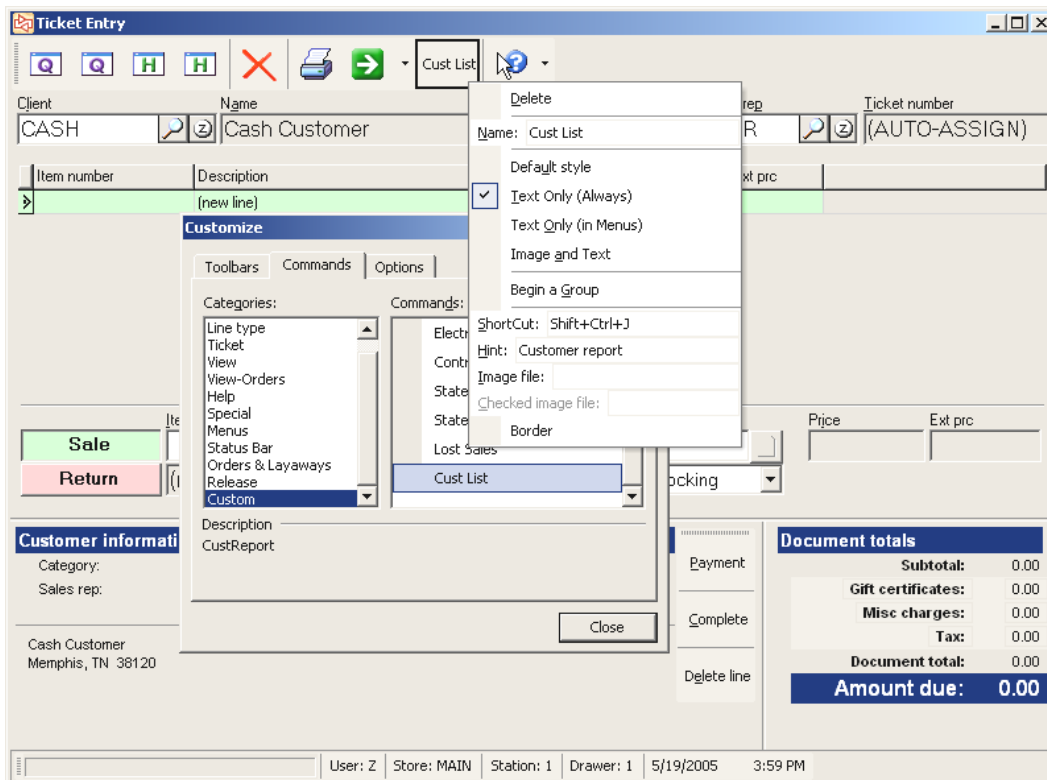 Ticket Entry
Q Q H H Cust List ?
Client Name rep Ticket number
CASH Z Cash Customer R Z (AUTO-ASSIGN)
Item number Description xt prc
(new line)
Delete
Name: Cust List
Default style
Text Only (Always)
Text Only (in Menus)
Image and Text
Begin a Group
ShortCut: Shift+Ctrl+J
Hint: Customer report
Image file:
Checked image file:
Border
Customize
Toolbars Commands Options
Categories: Commands:
Line type
Ticket
View
View-Orders
Help
Special
Menus
Status Bar
Orders & Layaways
Release
Custom
Electr
Contr
State
State
Lost Sales
Cust List
Description
CustReport
Close
Ite Price Ext prc
Sale
Return (r ocking
Customer informati
Category:
Sales rep:
Cash Customer
Memphis, TN 38120
Payment
Complete
Delete line
Document totals
Subtotal: 0.00
Gift certificates: 0.00
Misc charges: 0.00
Tax: 0.00
Document total: 0.00
Amount due: 0.00
User: Z Store: MAIN Station: 1 Drawer: 1 5/19/2005 3:59 PM